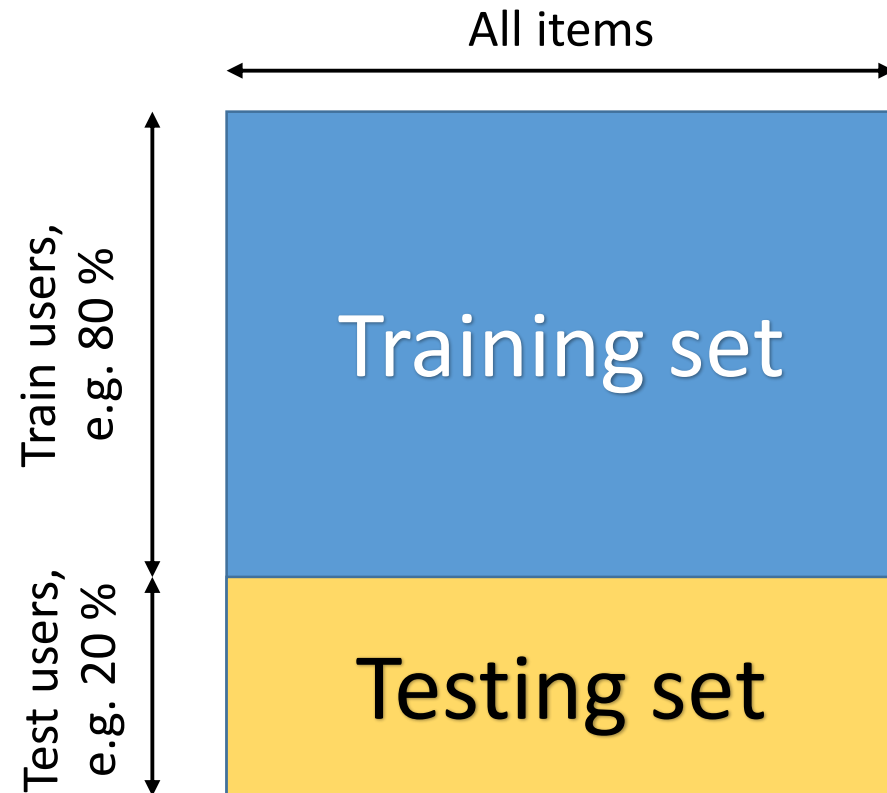 All items
Train users,
e.g. 80 %
Training set
Test users,
e.g. 20 %
Testing set